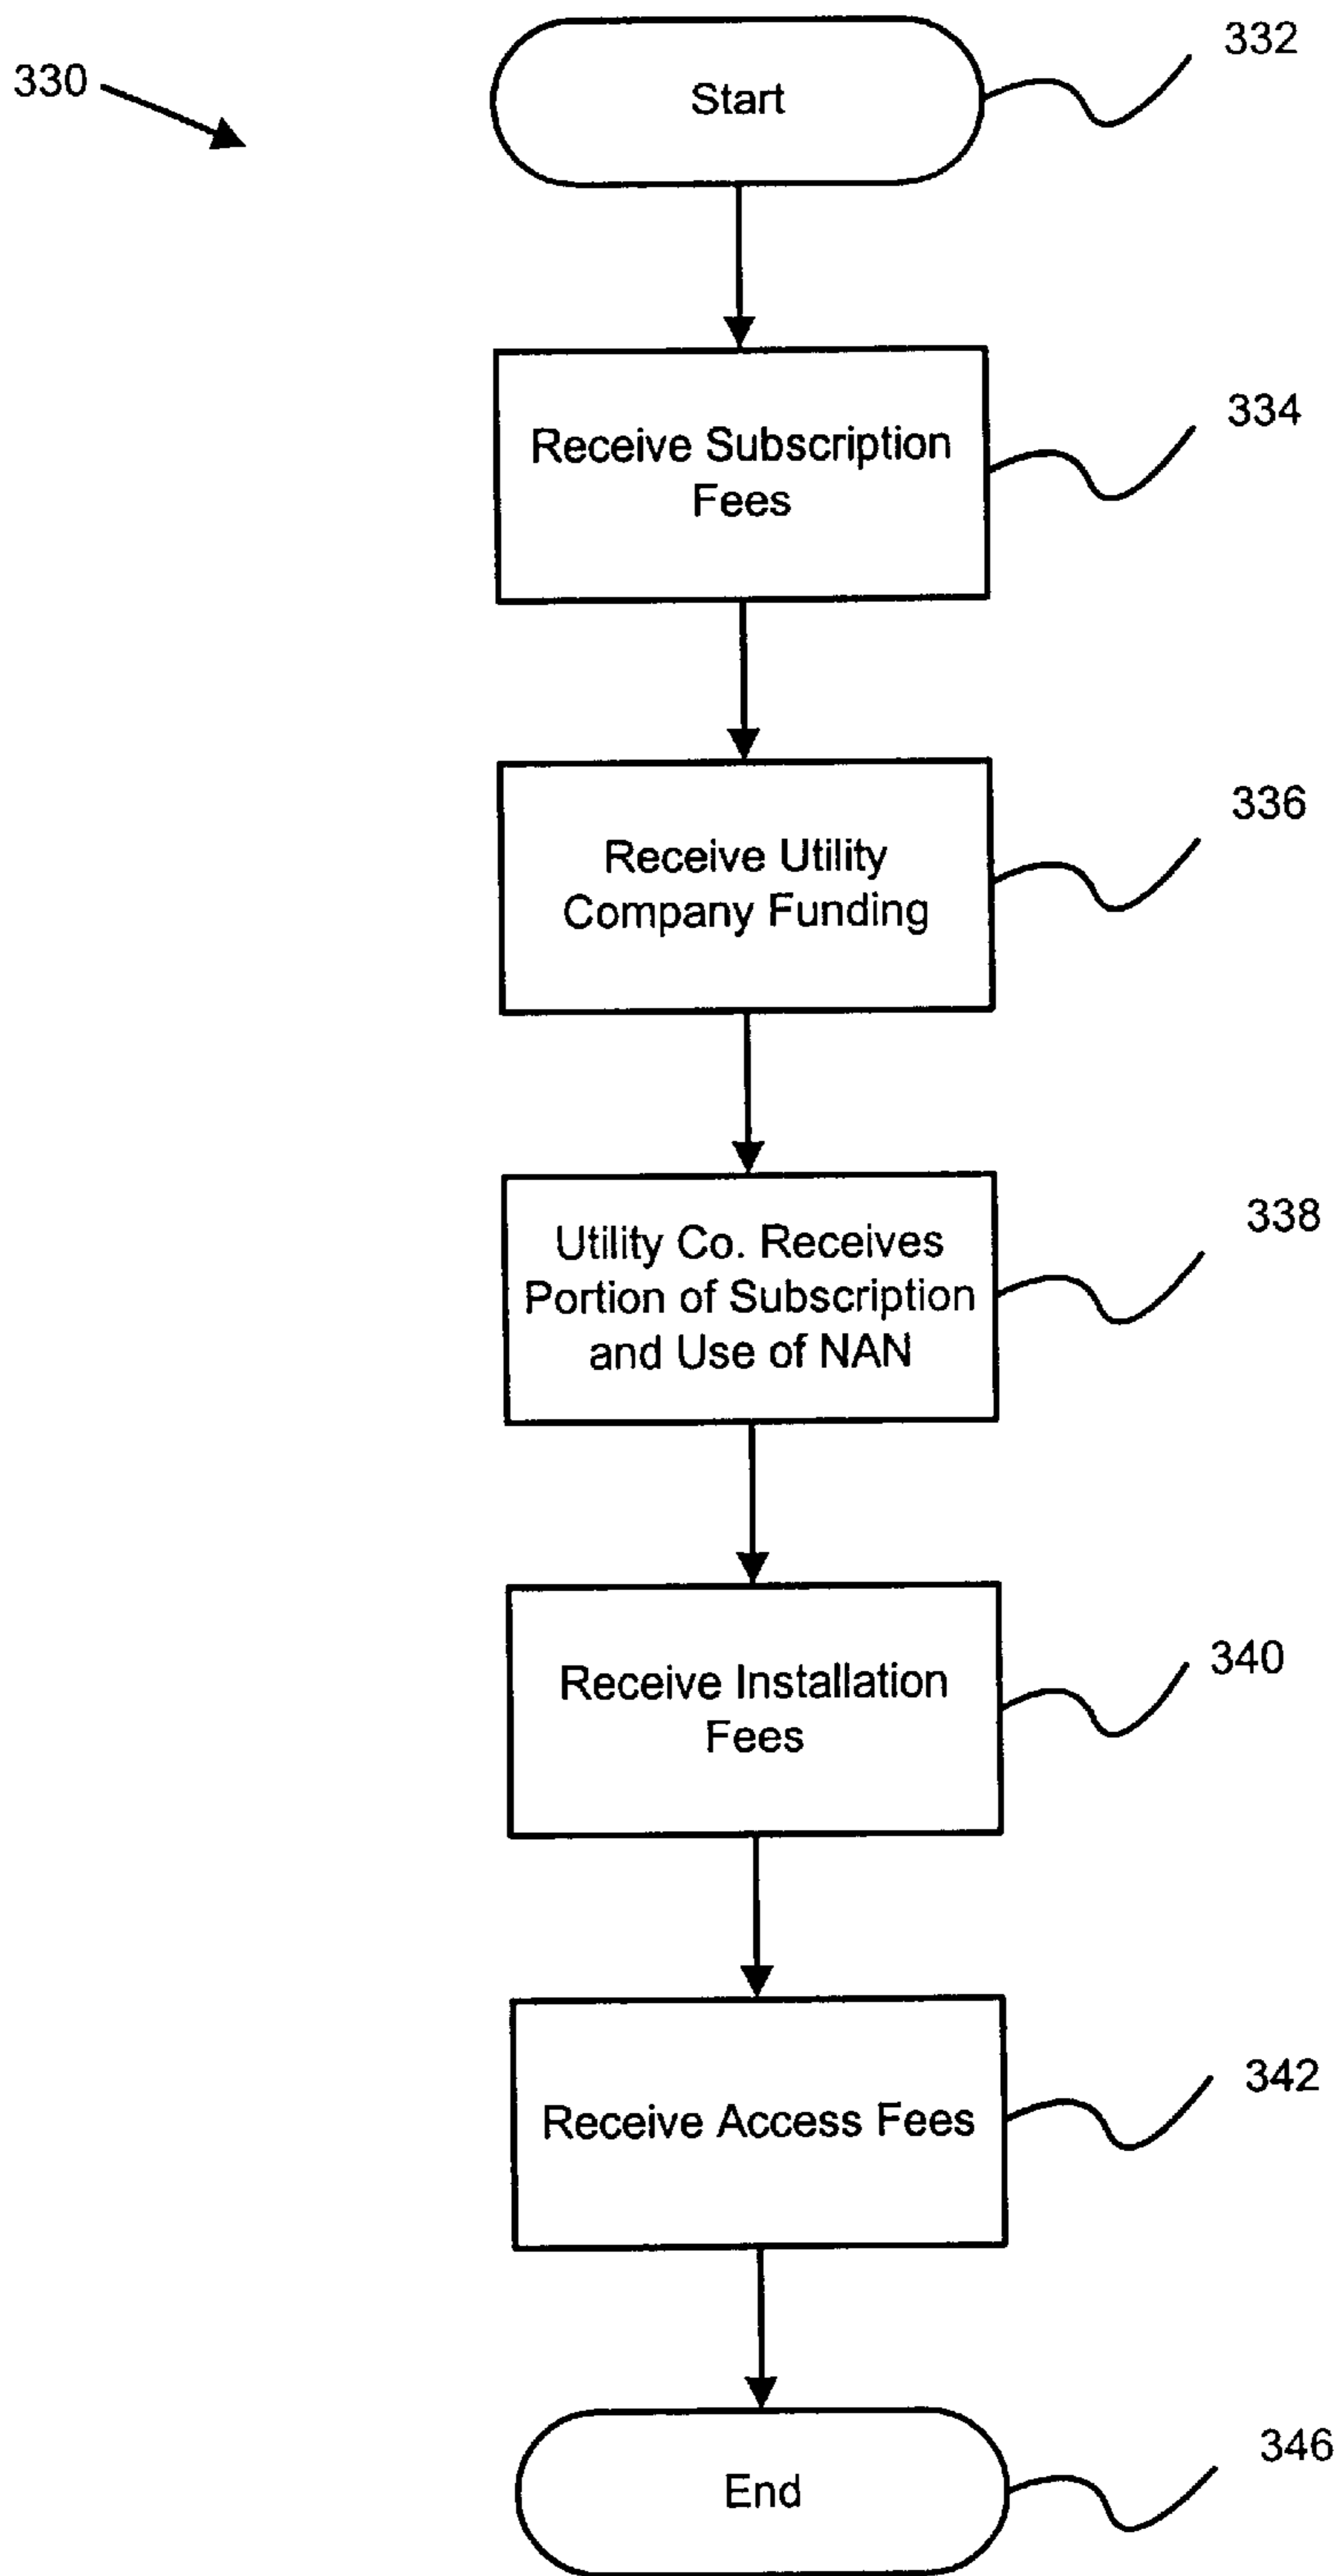 330
Start
332
Receive Subscription
Fees
334
Receive Utility
Company Funding
336
Utility Co. Receives
Portion of Subscription
and Use of NAN
338
Receive Installation
Fees
340
Receive Access Fees
342
End
346